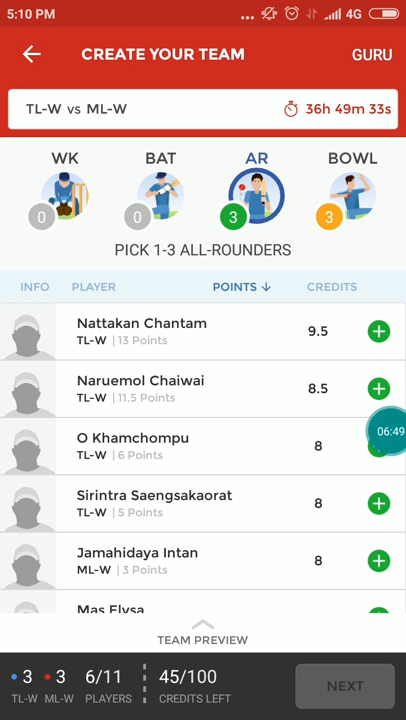 5:10 PM ... 4G
CREATE YOUR TEAM GURU
TL-W vs ML-W 36h 49m 33s
WK BAT AR BOWL
0 0 3 3
PICK 1-3 ALL-ROUNDERS
INFO PLAYER POINTS CREDITS
Nattakan Chantam
TL-W | 13 Points
9.5
Naruemol Chaiwai
TL-W | 11.5 Points
8.5
06:49
O Khamchompu
TL-W | 6 Points
8
Sirintra Saengsakaorat
TL-W | 5 Points
8
Jamahidaya Intan
ML-W | 3 Points
8
Mas Elysa
TEAM PREVIEW
3 3 6/11 45/100
TL-W ML-W PLAYERS CREDITS LEFT
NEXT